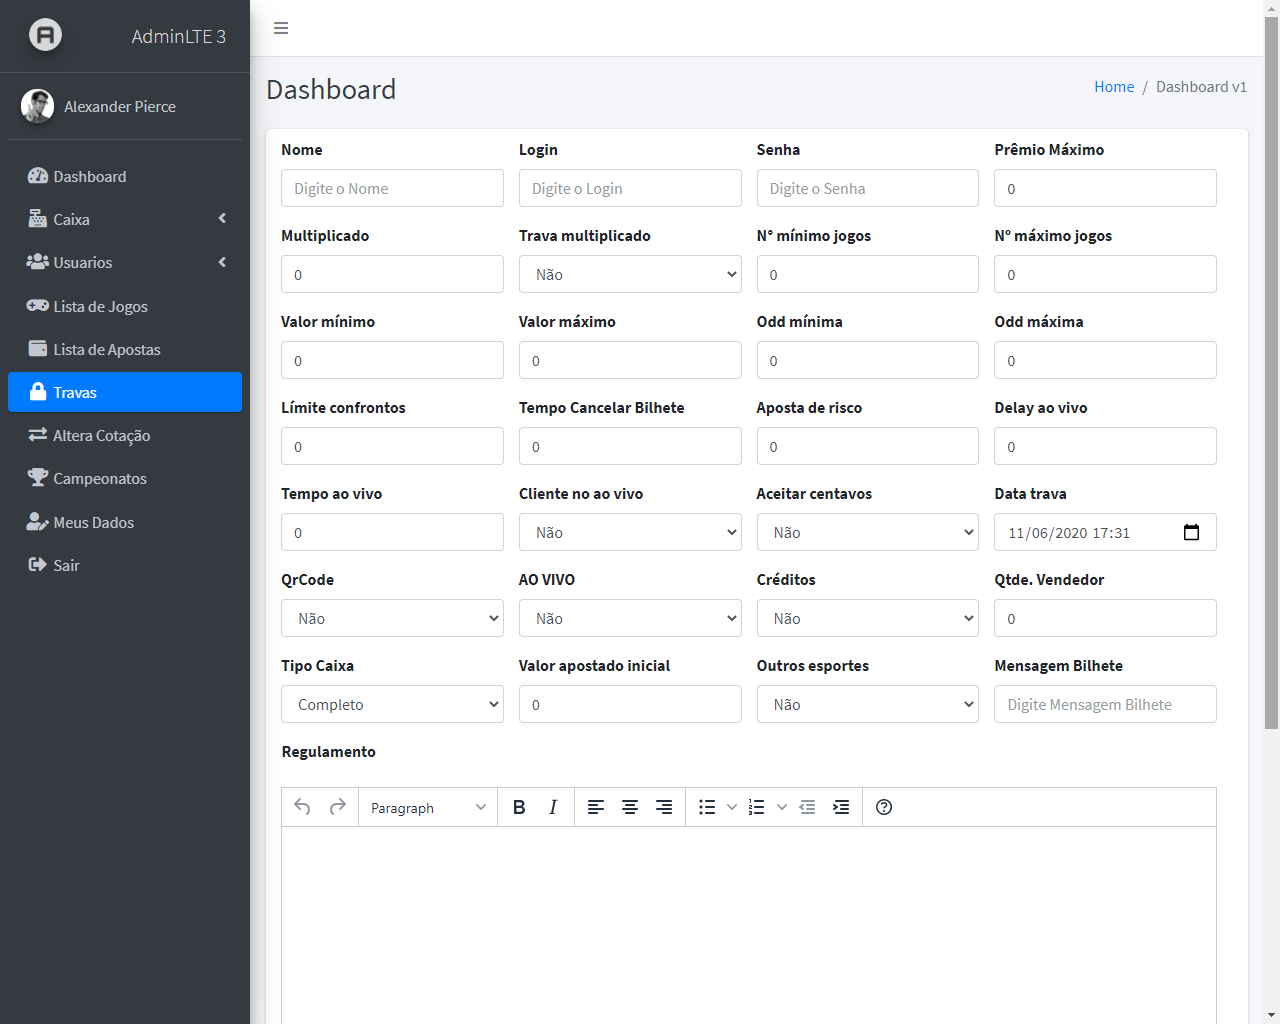 AdminLTE 3
Alexander Pierce
Dashboard
Caixa
Usuarios
Lista de Jogos
Lista de Apostas
Travas
Altera Cotação
Campeonatos
Meus Dados
Sair
Dashboard
Home / Dashboard v1
Nome Login Senha Prêmio Máximo
Digite o Nome Digite o Login Digite o Senha 0
Multiplicado Trava multiplicado N° mínimo jogos Nº máximo jogos
0 Não 0 0
Valor mínimo Valor máximo Odd mínima Odd máxima
0 0 0 0
Límite confrontos Tempo Cancelar Bilhete Aposta de risco Delay ao vivo
0 0 0 0
Tempo ao vivo Cliente no ao vivo Aceitar centavos Data trava
0 Não Não 11/06/2020 17:31
QrCode AO VIVO Créditos Qtde. Vendedor
Não Não Não 0
Tipo Caixa Valor apostado inicial Outros esportes Mensagem Bilhete
Completo 0 Não Digite Mensagem Bilhete
Regulamento
Paragraph B I